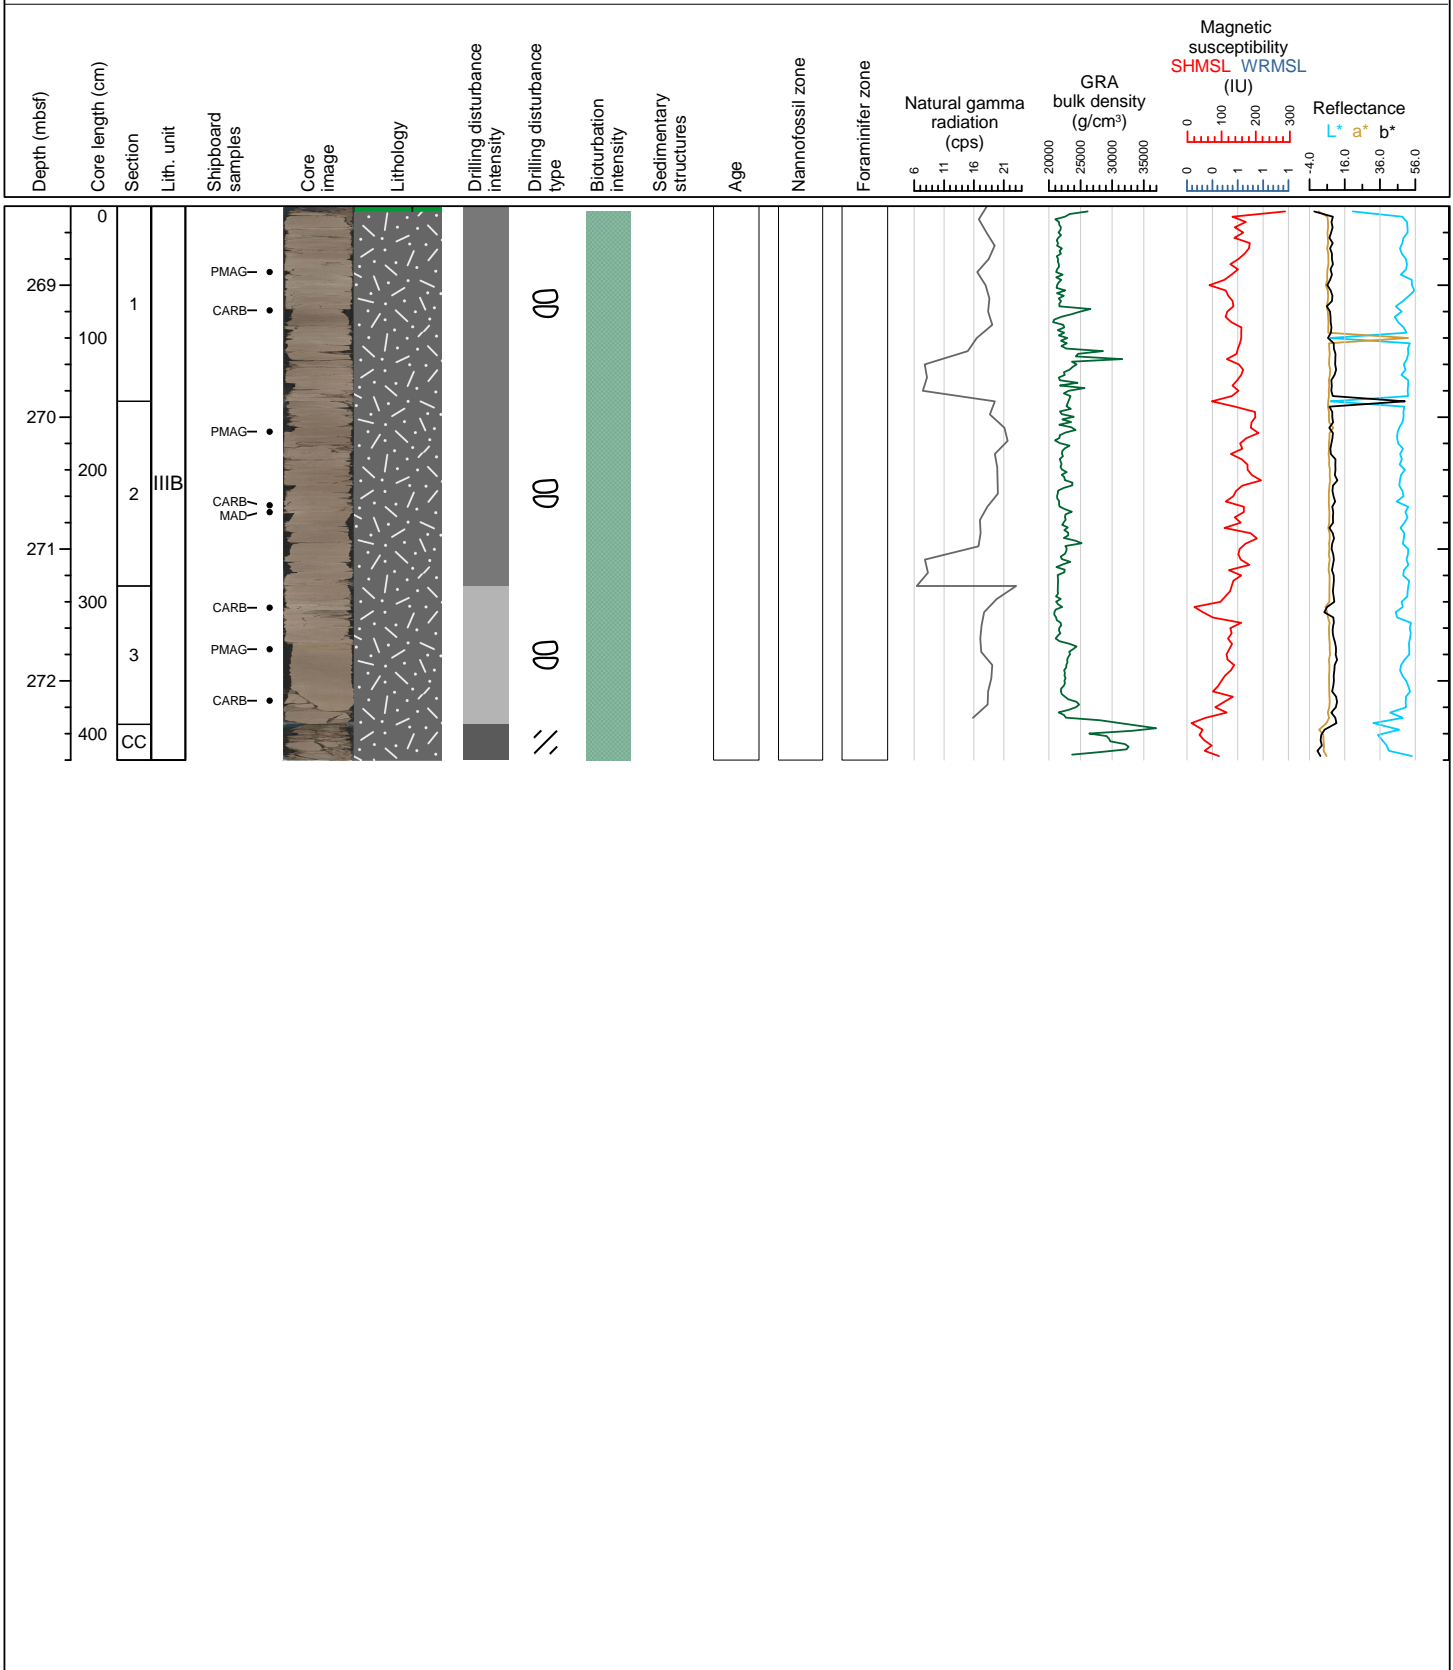 Depth (mbsf)
Core length (cm)
Section
Lith. unit
Shipboard
samples
Core
image
Lithology
Drilling disturbance
intensity
Drilling disturbance
type
Bioturbation
intensity
Sedimentary
structures
Age
Nannofossil zone
Foraminifer zone
Natural gamma
radiation
(cps)
6 11 16 21
GRA
bulk density
(g/cm³)
20000 25000 30000 35000
Magnetic
susceptibility
SHMSL WRMSL
(IU)
0 100 200 300
0 0 1 1 1
Reflectance
L* a* b*
-4.0 16.0 36.0 56.0
0
PMAG
269
1
CARB
100
270
PMAG
200
IIIB
2
CARB
MAD
271
300
CARB
PMAG
3
272
CARB
400
CC